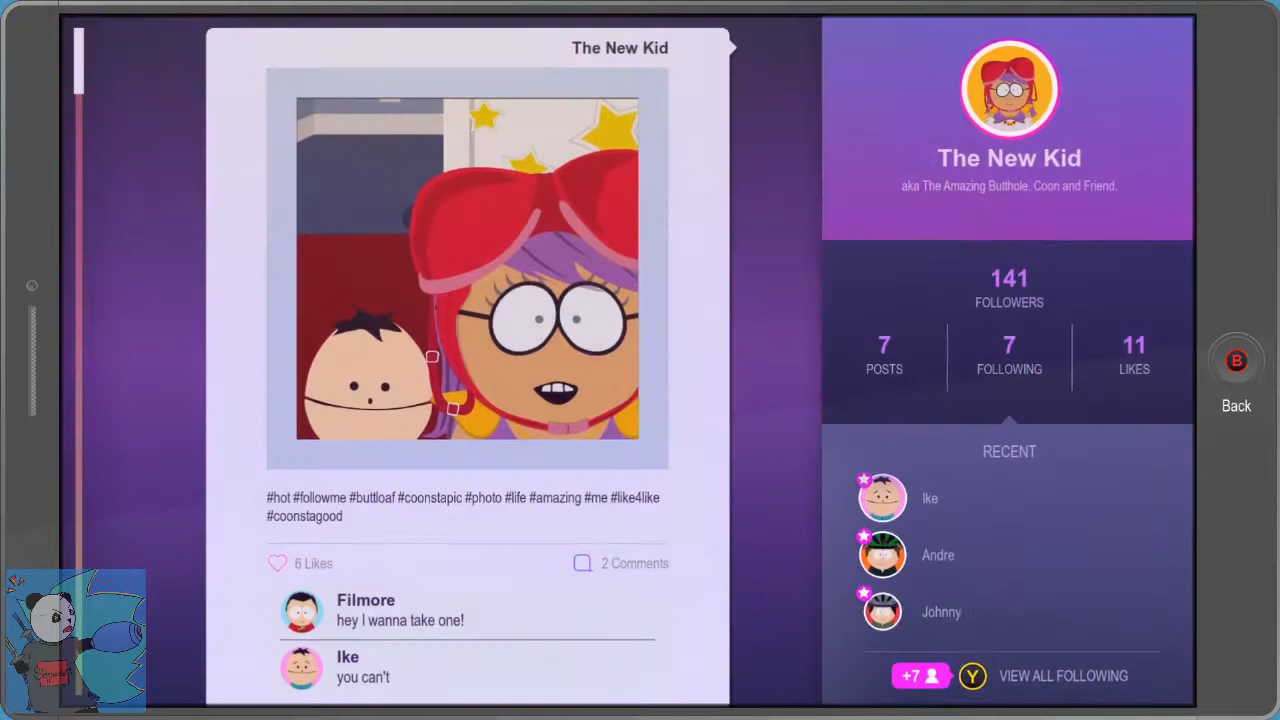 The New Kid
#hot #followme #buttloaf #coonstapic #photo #life #amazing #me #like4like
#coonstagood
6 Likes
2 Comments
Filmore
hey I wanna take one!
Ike
you can't
The New Kid
aka The Amazing Butthole. Coon and Friend.
141
FOLLOWERS
7
POSTS
7
FOLLOWING
11
LIKES
RECENT
Ike
Andre
Johnny
+7
Y
VIEW ALL FOLLOWING
B
Back